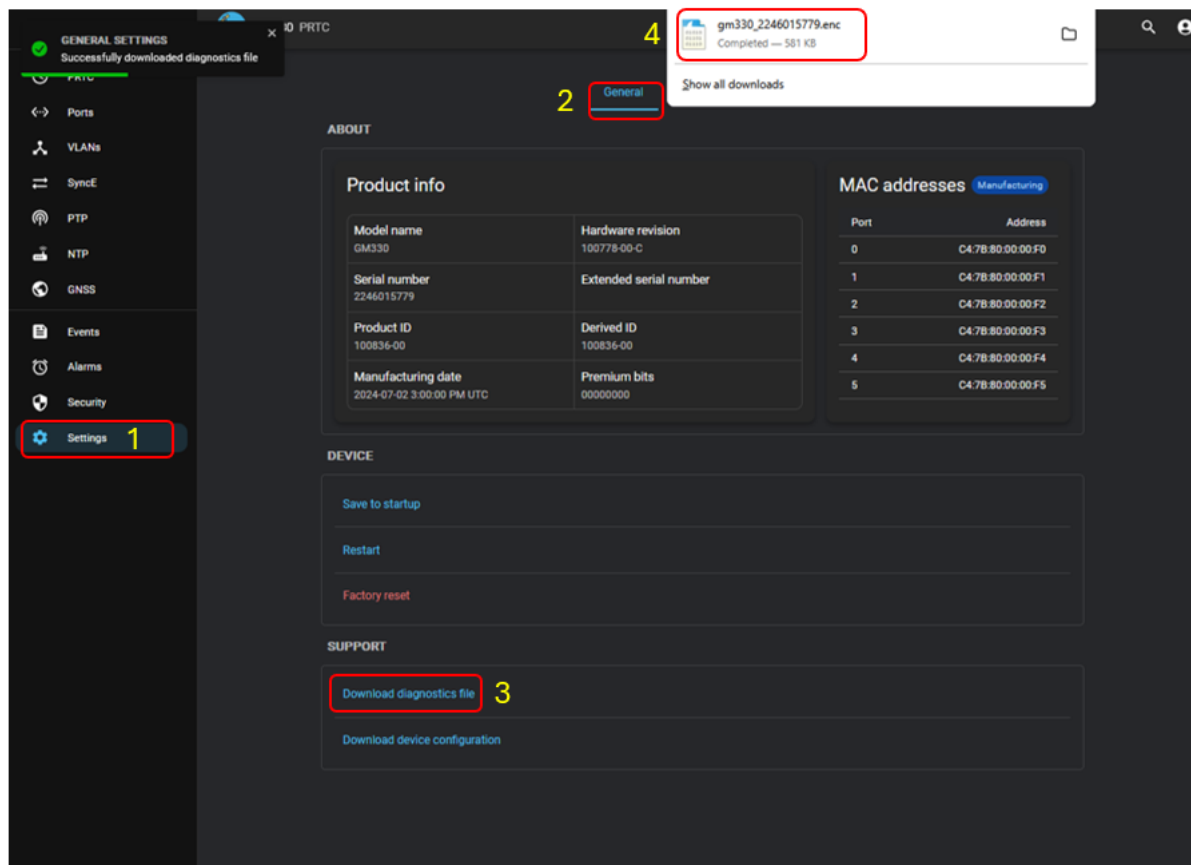 GENERAL SETTINGS
Successfully downloaded diagnostics file
PRTC
4
gm330_2246015779.enc
Completed — 581 KB
Show all downloads
PRTC
Ports
VLANs
SyncE
PTP
NTP
GNSS
Events
Alarms
Security
Settings 1
2 General
ABOUT
Product info
Model name Hardware revision
GM330 100778-00-C
Serial number Extended serial number
2246015779
Product ID Derived ID
100836-00 100836-00
Manufacturing date Premium bits
2024-07-02 3:00:00 PM UTC 00000000
MAC addresses Manufacturing
Port Address
0 C4:7B:80:00:00:F0
1 C4:7B:80:00:00:F1
2 C4:7B:80:00:00:F2
3 C4:7B:80:00:00:F3
4 C4:7B:80:00:00:F4
5 C4:7B:80:00:00:F5
DEVICE
Save to startup
Restart
Factory reset
SUPPORT
Download diagnostics file 3
Download device configuration